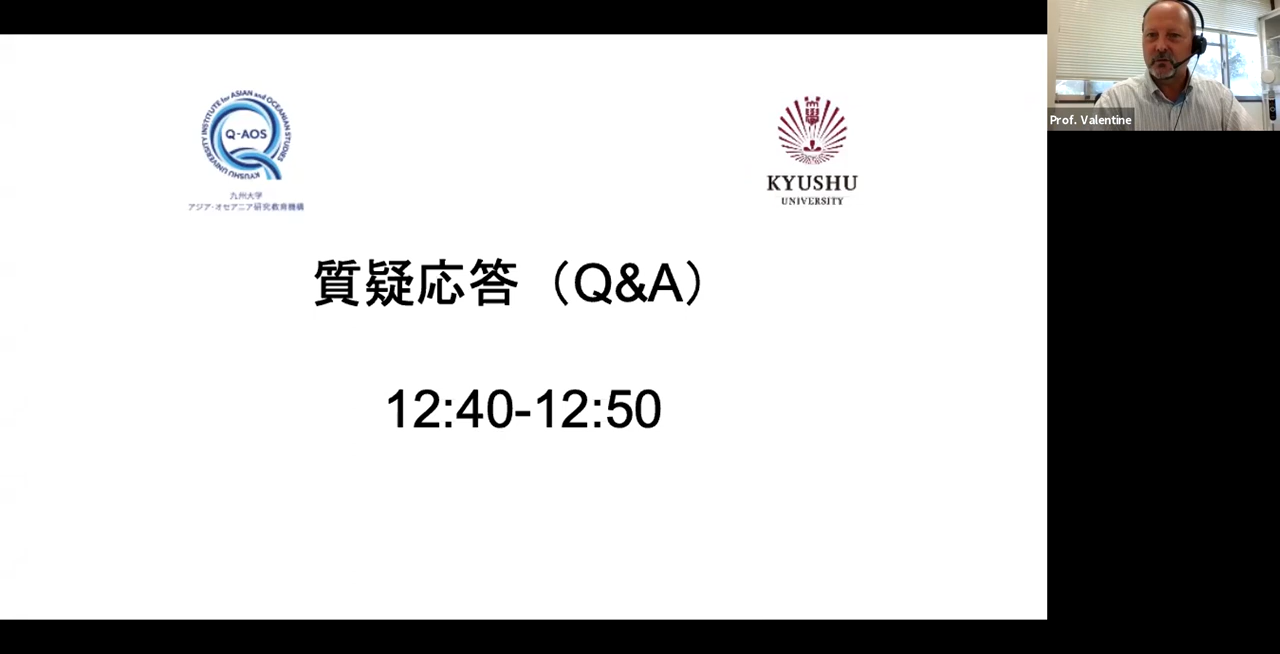 KYUSHU UNIVERSITY INSTITUTE for ASIAN and OCEANIAN STUDIES
Q-AOS
九州大学
アジア・オセアニア研究教育機構
KYUSHU
UNIVERSITY
質疑応答（Q&A）
12:40-12:50
Prof. Valentine